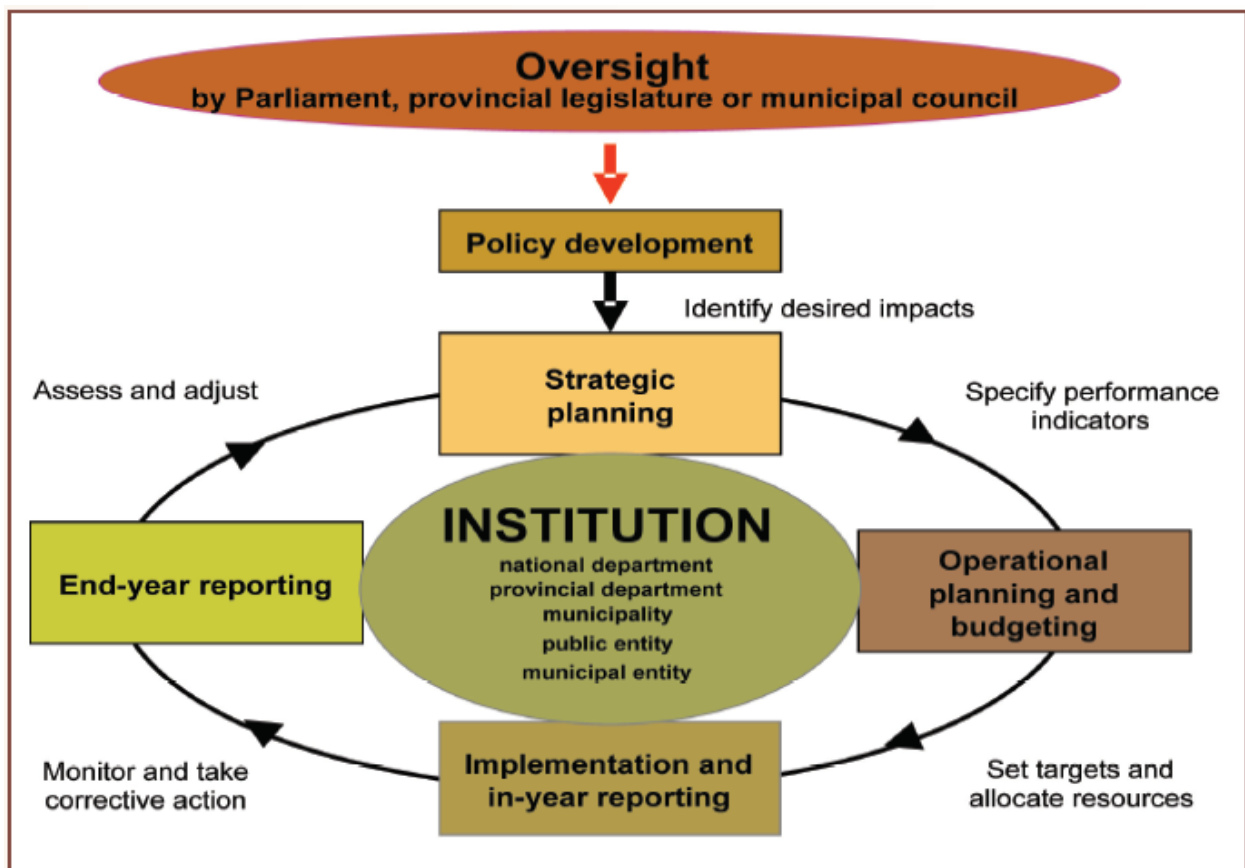 Oversight
by Parliament, provincial legislature or municipal council
Policy development
Identify desired impacts
Strategic
planning
Assess and adjust
Specify performance
indicators
INSTITUTION
national department
provincial department
municipality
public entity
municipal entity
End-year reporting
Operational
planning and
budgeting
Implementation and
in-year reporting
Monitor and take
corrective action
Set targets and
allocate resources